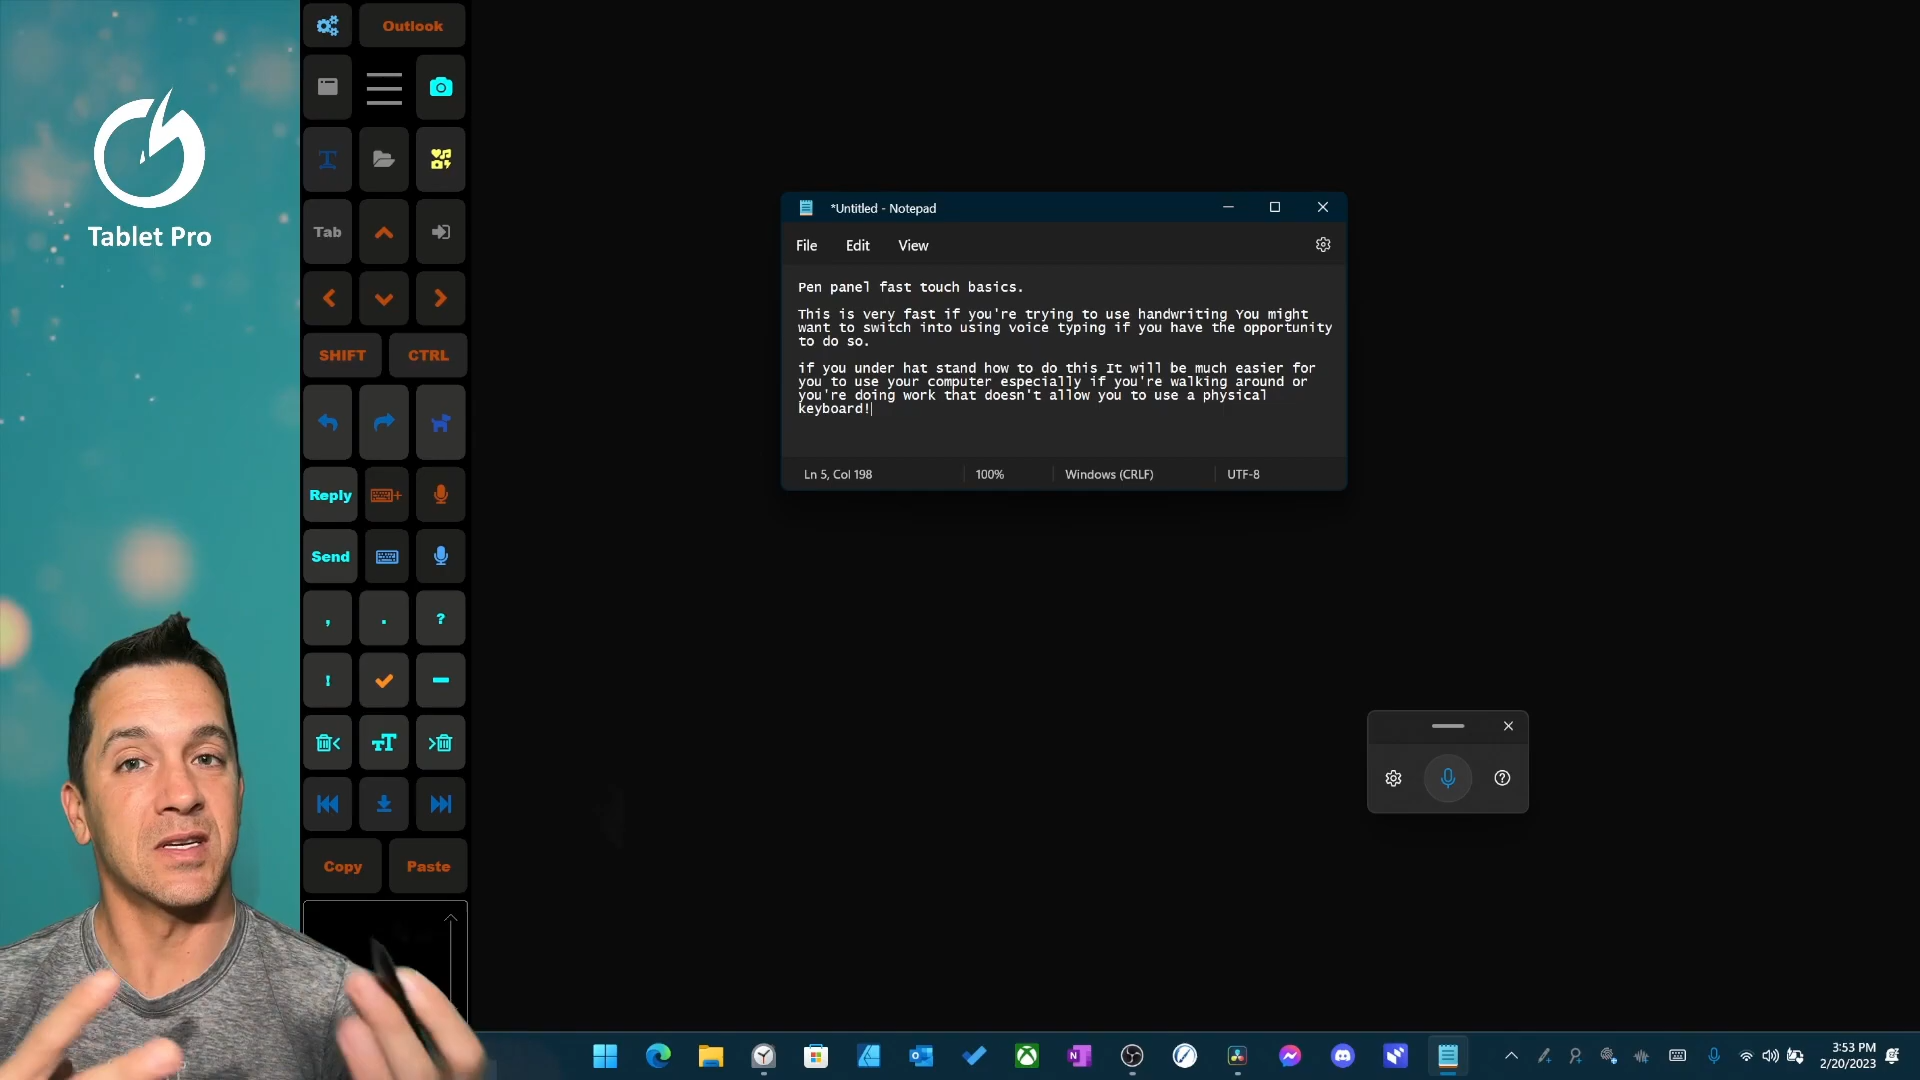 Tablet Pro
Outlook
Tab
SHIFT
CTRL
Reply
Send
,
.
?
!
TT
Copy
Paste
*Untitled - Notepad
File Edit View
Pen panel fast touch basics.
This is very fast if you're trying to use handwriting You might
want to switch into using voice typing if you have the opportunity
to do so.
if you under hat stand how to do this It will be much easier for
you to use your computer especially if you're walking around or
you're doing work that doesn't allow you to use a physical
keyboard!
Ln 5, Col 198 100% Windows (CRLF) UTF-8
3:53 PM
2/20/2023